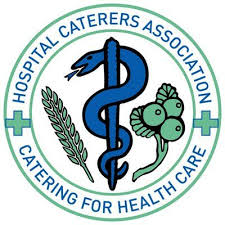 HOSPITAL CATERERS ASSOCIATION
CATERING FOR HEALTH CARE